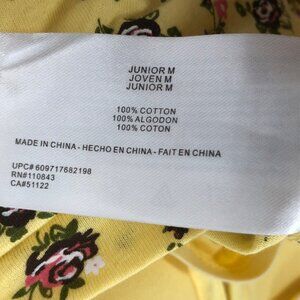 JUNIOR M
JOVEN M
JUNIOR M
100% COTTON
100% ALGODON
100% COTON
MADE IN CHINA - HECHO EN CHINA - FAIT EN CHINA
UPC# 609717682198
RN#110843
CA#51122